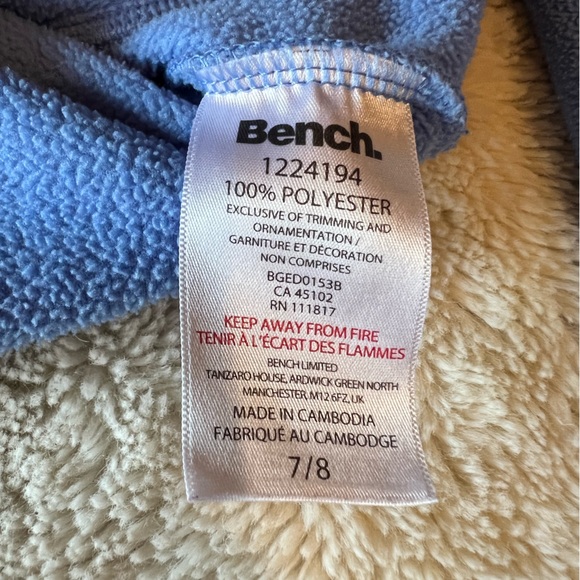 Bench.
1224194
100% POLYESTER
EXCLUSIVE OF TRIMMING AND
ORNAMENTATION /
GARNITURE ET DÉCORATION
NON COMPRISES
BGED0153B
CA 45102
RN 111817
KEEP AWAY FROM FIRE
TENIR À L'ÉCART DES FLAMMES
BENCH LIMITED
TANZARO HOUSE, ARDWICK GREEN NORTH
MANCHESTER, M12 6FZ, UK
MADE IN CAMBODIA
FABRIQUÉ AU CAMBODGE
7/8